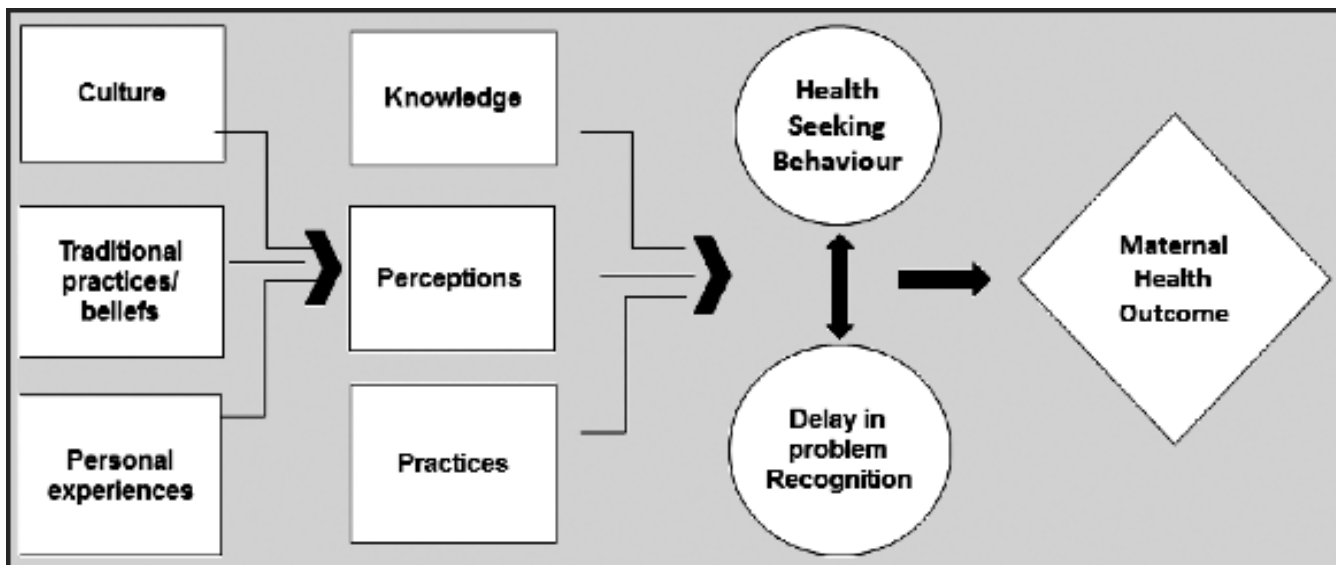 Culture
Traditional
practices/
beliefs
Personal
experiences
Knowledge
Perceptions
Practices
Health
Seeking
Behaviour
Delay in
problem
Recognition
Maternal
Health
Outcome